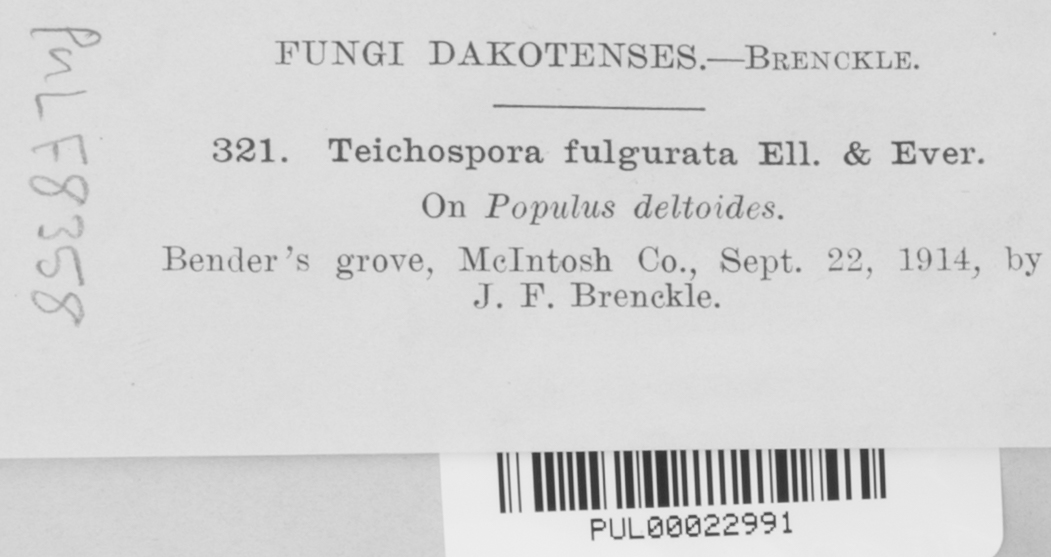 FUNGI DAKOTENSES.—BRENCKLE.
321. Teichospora fulgurata Ell. & Ever.
On Populus deltoides.
Bender's grove, McIntosh Co., Sept. 22, 1914, by
J. F. Brenckle.
PUL F8358
PUL00022991